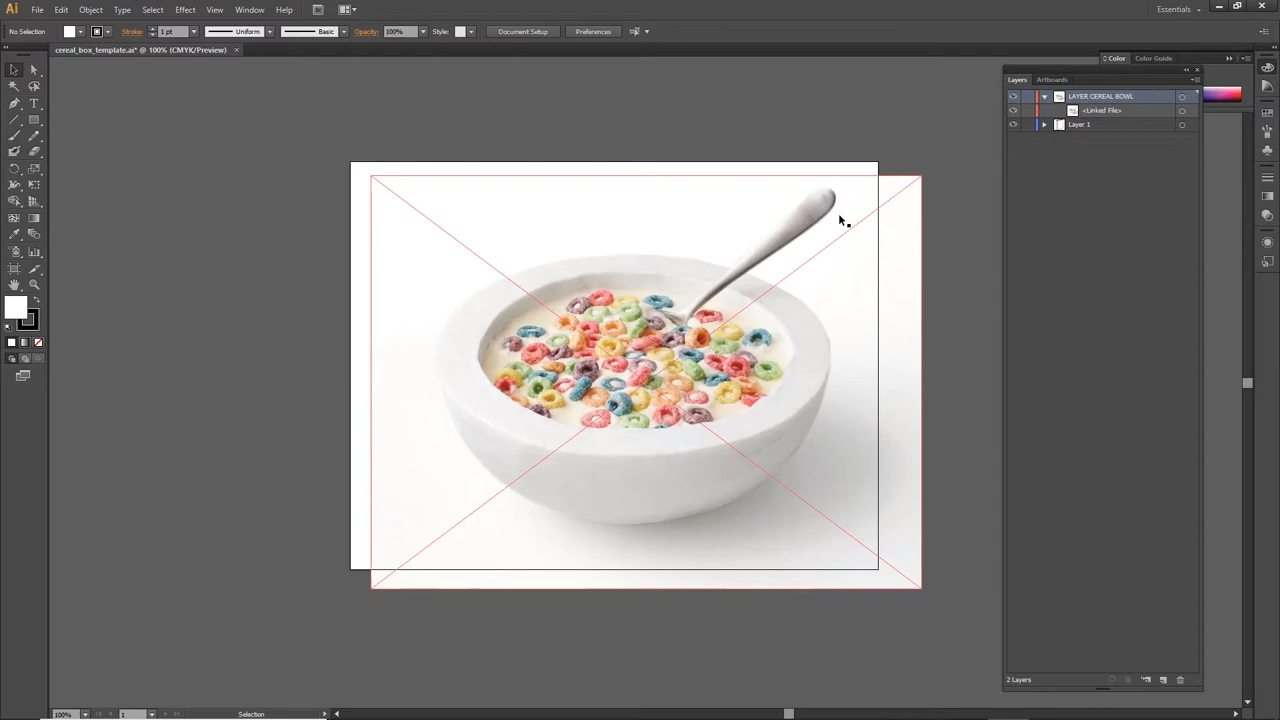 Ai File Edit Object Type Select Effect View Window Help Br Essentials
No Selection Stroke: 1 pt Uniform Basic Opacity: 100% Style: Document Setup Preferences
cereal_box_template.ai* @ 100% (CMYK/Preview) ×
Color Color Guide
Layers Artboards
LAYER CEREAL BOWL
<Linked File>
Layer 1
2 Layers
100% 1 Selection